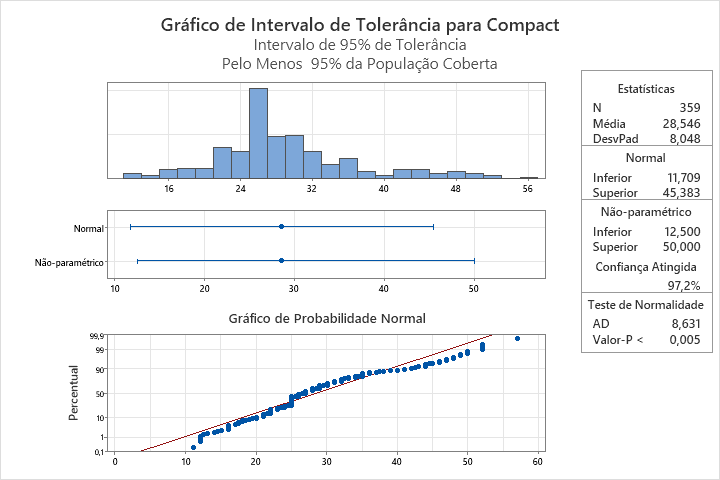 Gráfico de Intervalo de Tolerância para Compact
Intervalo de 95% de Tolerância
Pelo Menos 95% da População Coberta
16 24 32 40 48 56
Normal
Não-paramétrico
10 20 30 40 50
Gráfico de Probabilidade Normal
Percentual
99,9
99
90
50
10
1
0,1
0 10 20 30 40 50 60
Estatísticas
N 359
Média 28,546
DesvPad 8,048
Normal
Inferior 11,709
Superior 45,383
Não-paramétrico
Inferior 12,500
Superior 50,000
Confiança Atingida
97,2%
Teste de Normalidade
AD 8,631
Valor-P < 0,005